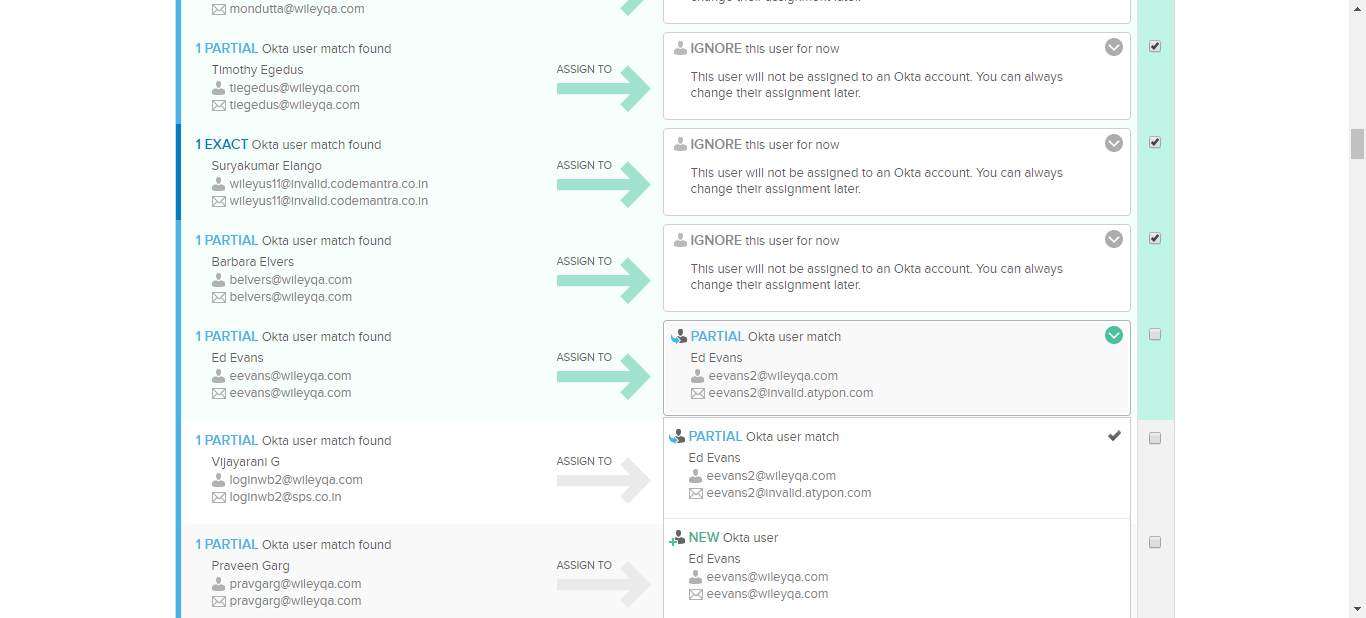 mondutta@wileyqa.com
change their assignment later.
1 PARTIAL Okta user match found
Timothy Egedus
tiegedus@wileyqa.com
tiegedus@wileyqa.com
ASSIGN TO
IGNORE this user for now
This user will not be assigned to an Okta account. You can always
change their assignment later.
1 EXACT Okta user match found
Suryakumar Elango
wileyus11@invalid.codemantra.co.in
wileyus11@invalid.codemantra.co.in
ASSIGN TO
IGNORE this user for now
This user will not be assigned to an Okta account. You can always
change their assignment later.
1 PARTIAL Okta user match found
Barbara Elvers
belvers@wileyqa.com
belvers@wileyqa.com
ASSIGN TO
IGNORE this user for now
This user will not be assigned to an Okta account. You can always
change their assignment later.
1 PARTIAL Okta user match found
Ed Evans
eevans@wileyqa.com
eevans@wileyqa.com
ASSIGN TO
PARTIAL Okta user match
Ed Evans
eevans2@wileyqa.com
eevans2@invalid.atypon.com
1 PARTIAL Okta user match found
Vijayarani G
loginwb2@wileyqa.com
loginwb2@sps.co.in
ASSIGN TO
PARTIAL Okta user match
Ed Evans
eevans2@wileyqa.com
eevans2@invalid.atypon.com
1 PARTIAL Okta user match found
Praveen Garg
pravgarg@wileyqa.com
pravgarg@wileyqa.com
ASSIGN TO
NEW Okta user
Ed Evans
eevans@wileyqa.com
eevans@wileyqa.com